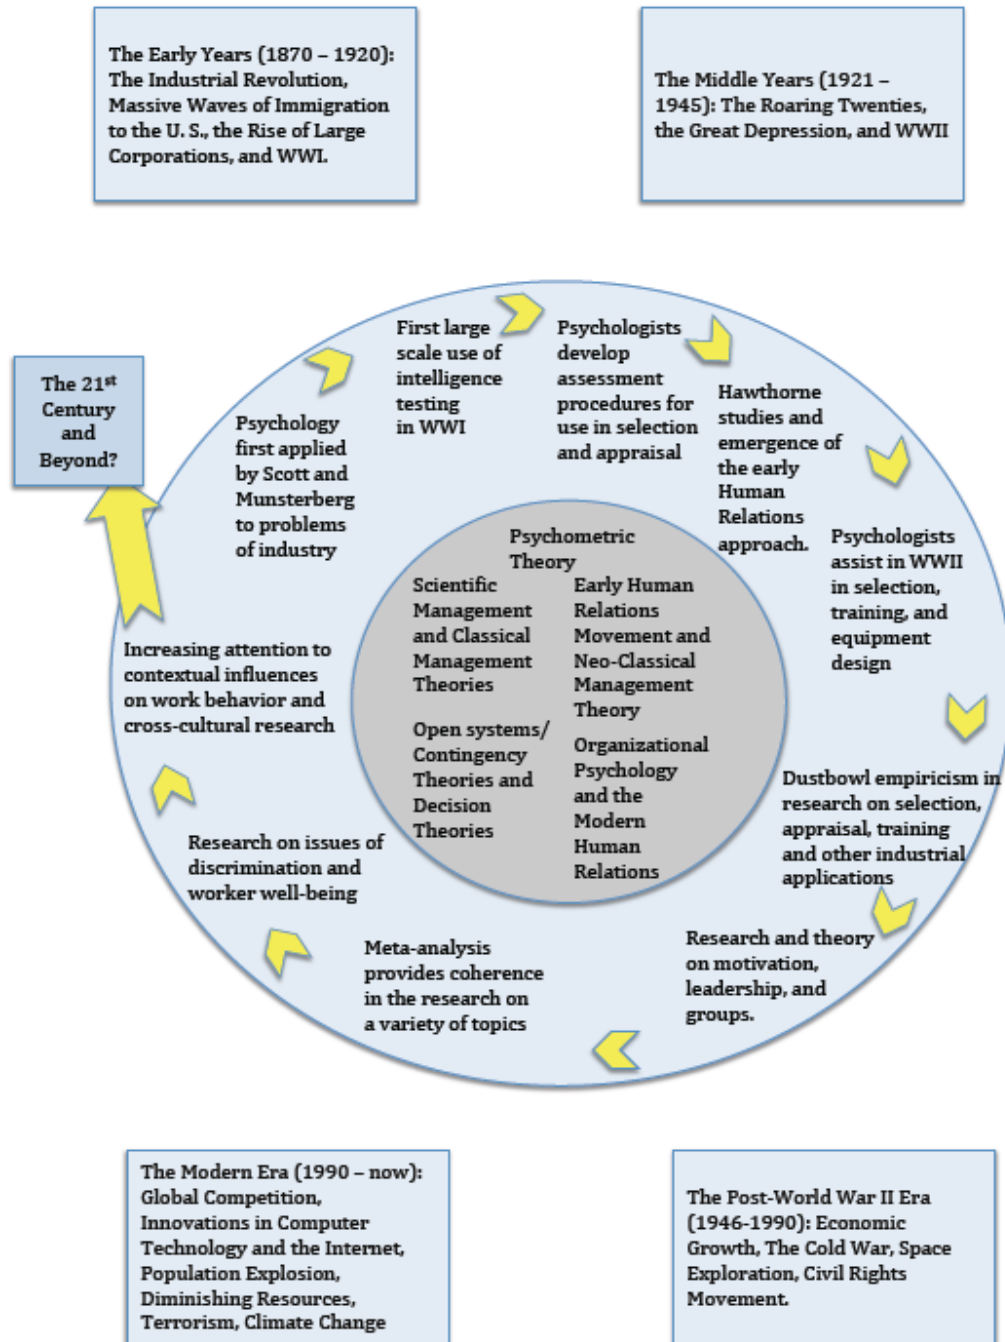 The Early Years (1870 – 1920):
The Industrial Revolution,
Massive Waves of Immigration
to the U. S., the Rise of Large
Corporations, and WWI.
The Middle Years (1921 –
1945): The Roaring Twenties,
the Great Depression, and WWII
The 21st
Century
and
Beyond?
Psychology
first applied
by Scott and
Munsterberg
to problems
of industry
First large
scale use of
intelligence
testing
in WWI
Psychologists
develop
assessment
procedures for
use in selection
and appraisal
Hawthorne
studies and
emergence of
the early
Human
Relations
approach.
Psychologists
assist in WWII
in selection,
training, and
equipment
design
Dustbowl empiricism in
research on selection,
appraisal, training
and other industrial
applications
Research and theory
on motivation,
leadership, and
groups.
Meta-analysis
provides coherence
in the research on
a variety of topics
Research on issues of
discrimination and
worker well-being
Increasing attention to
contextual influences
on work behavior and
cross-cultural research
Psychometric
Theory
Scientific
Management
and Classical
Management
Theories
Early Human
Relations
Movement and
Neo-Classical
Management
Theory
Open systems/
Contingency
Theories and
Decision
Theories
Organizational
Psychology
and the
Modern
Human
Relations
The Modern Era (1990 – now):
Global Competition,
Innovations in Computer
Technology and the Internet,
Population Explosion,
Diminishing Resources,
Terrorism, Climate Change
The Post-World War II Era
(1946-1990): Economic
Growth, The Cold War, Space
Exploration, Civil Rights
Movement.